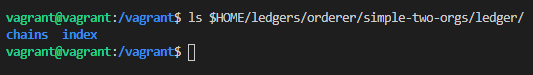 vagrant@vagrant:/vagrant$ ls $HOME/ledgers/orderer/simple-two-orgs/ledger/
chains  index
vagrant@vagrant:/vagrant$